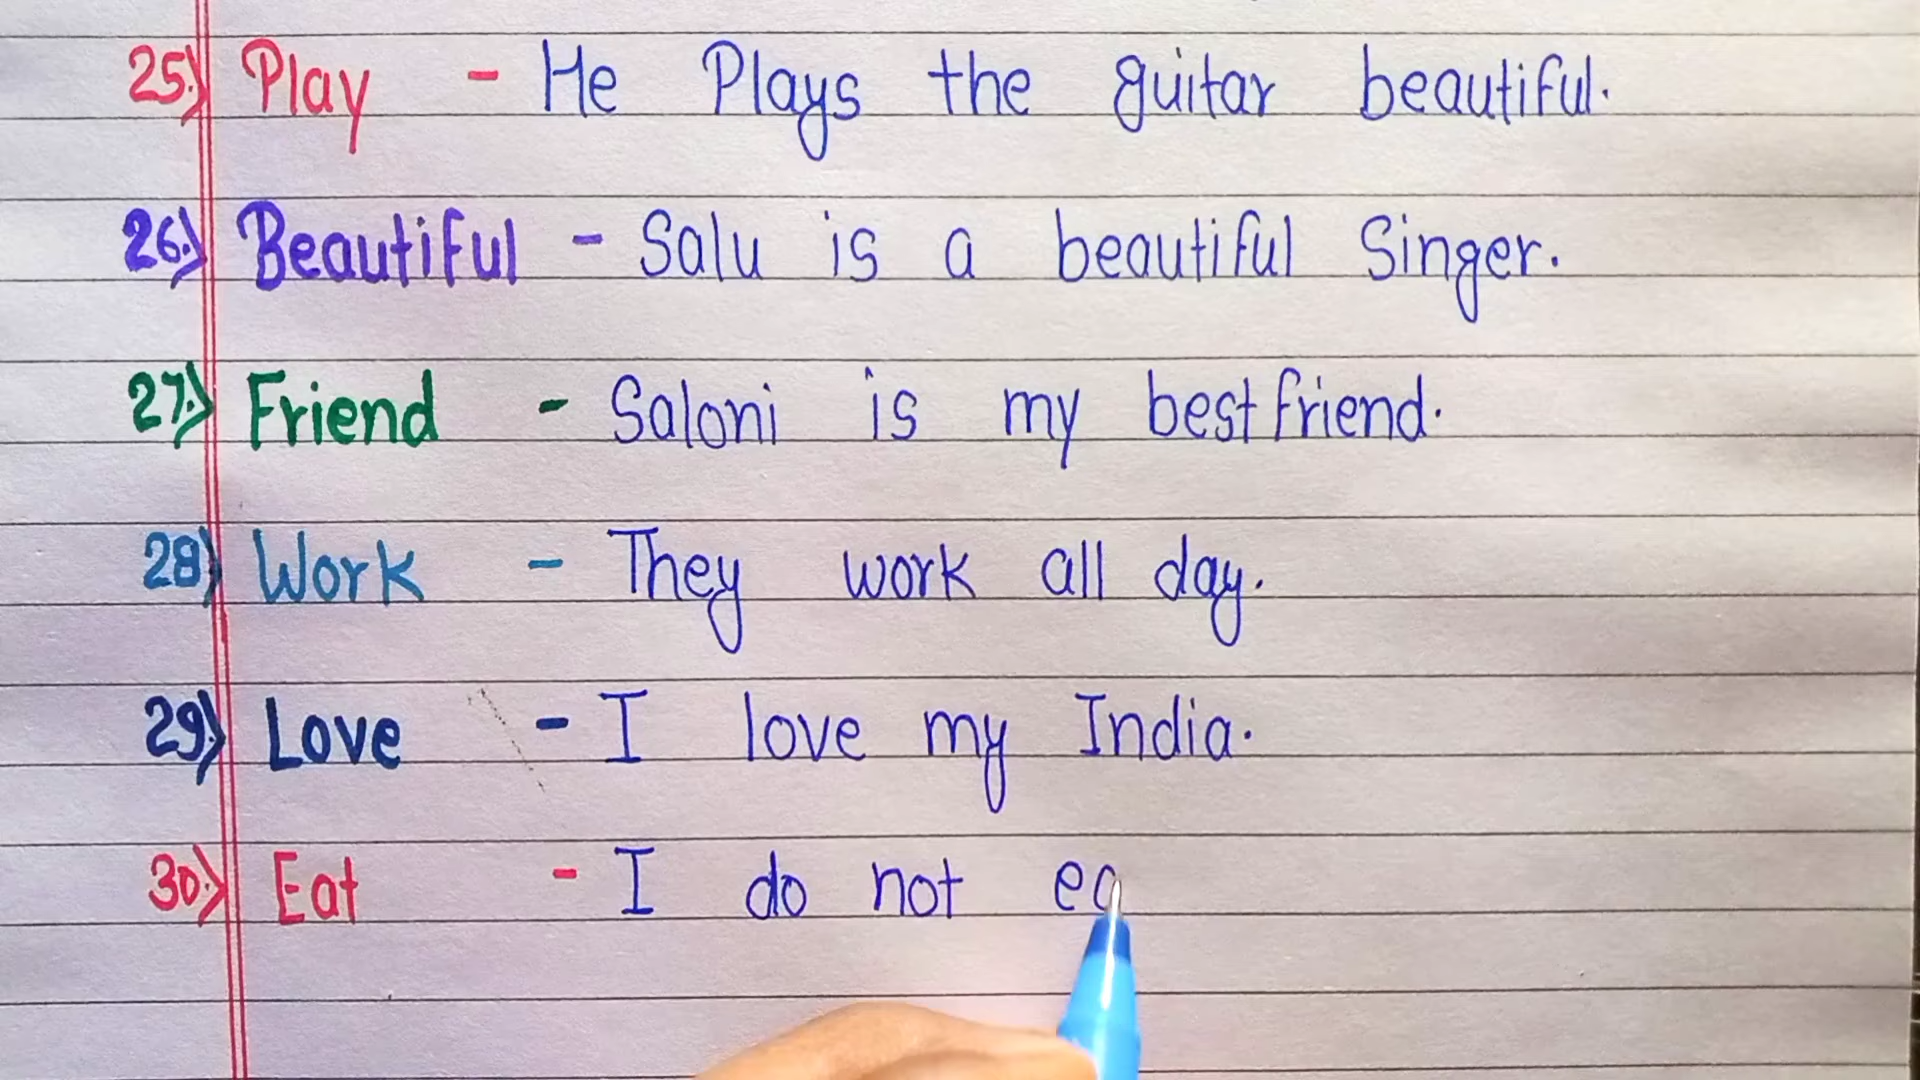 25.) Play - He Plays the guitar beautiful.
26.) Beautiful - Salu is a beautiful Singer.
27.) Friend - Saloni is my best friend.
28) Work - They work all day.
29.) Love - I love my India.
30.) Eat - I do not ea